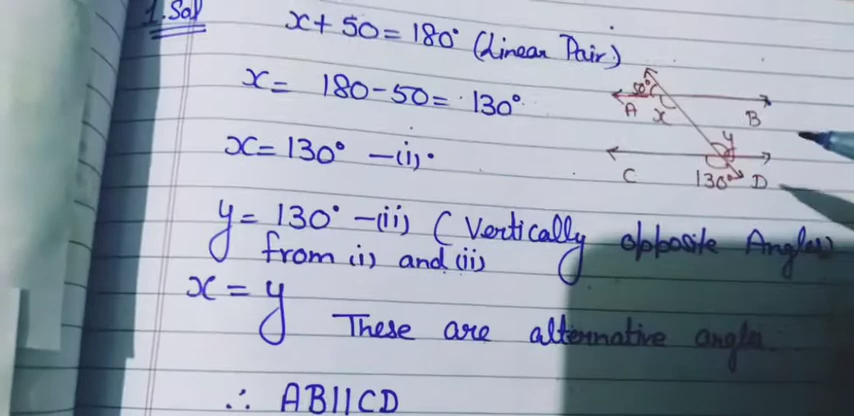 1. Sol
x + 50 = 180° (Linear Pair)
x = 180 - 50 = 130°
x = 130° - (i).
y = 130° - (ii) (Vertically opposite Angles)
from (i) and (ii)
x = y
These are alternative angles
∴ AB || CD
50°
A
x
B
y
C
130°
D